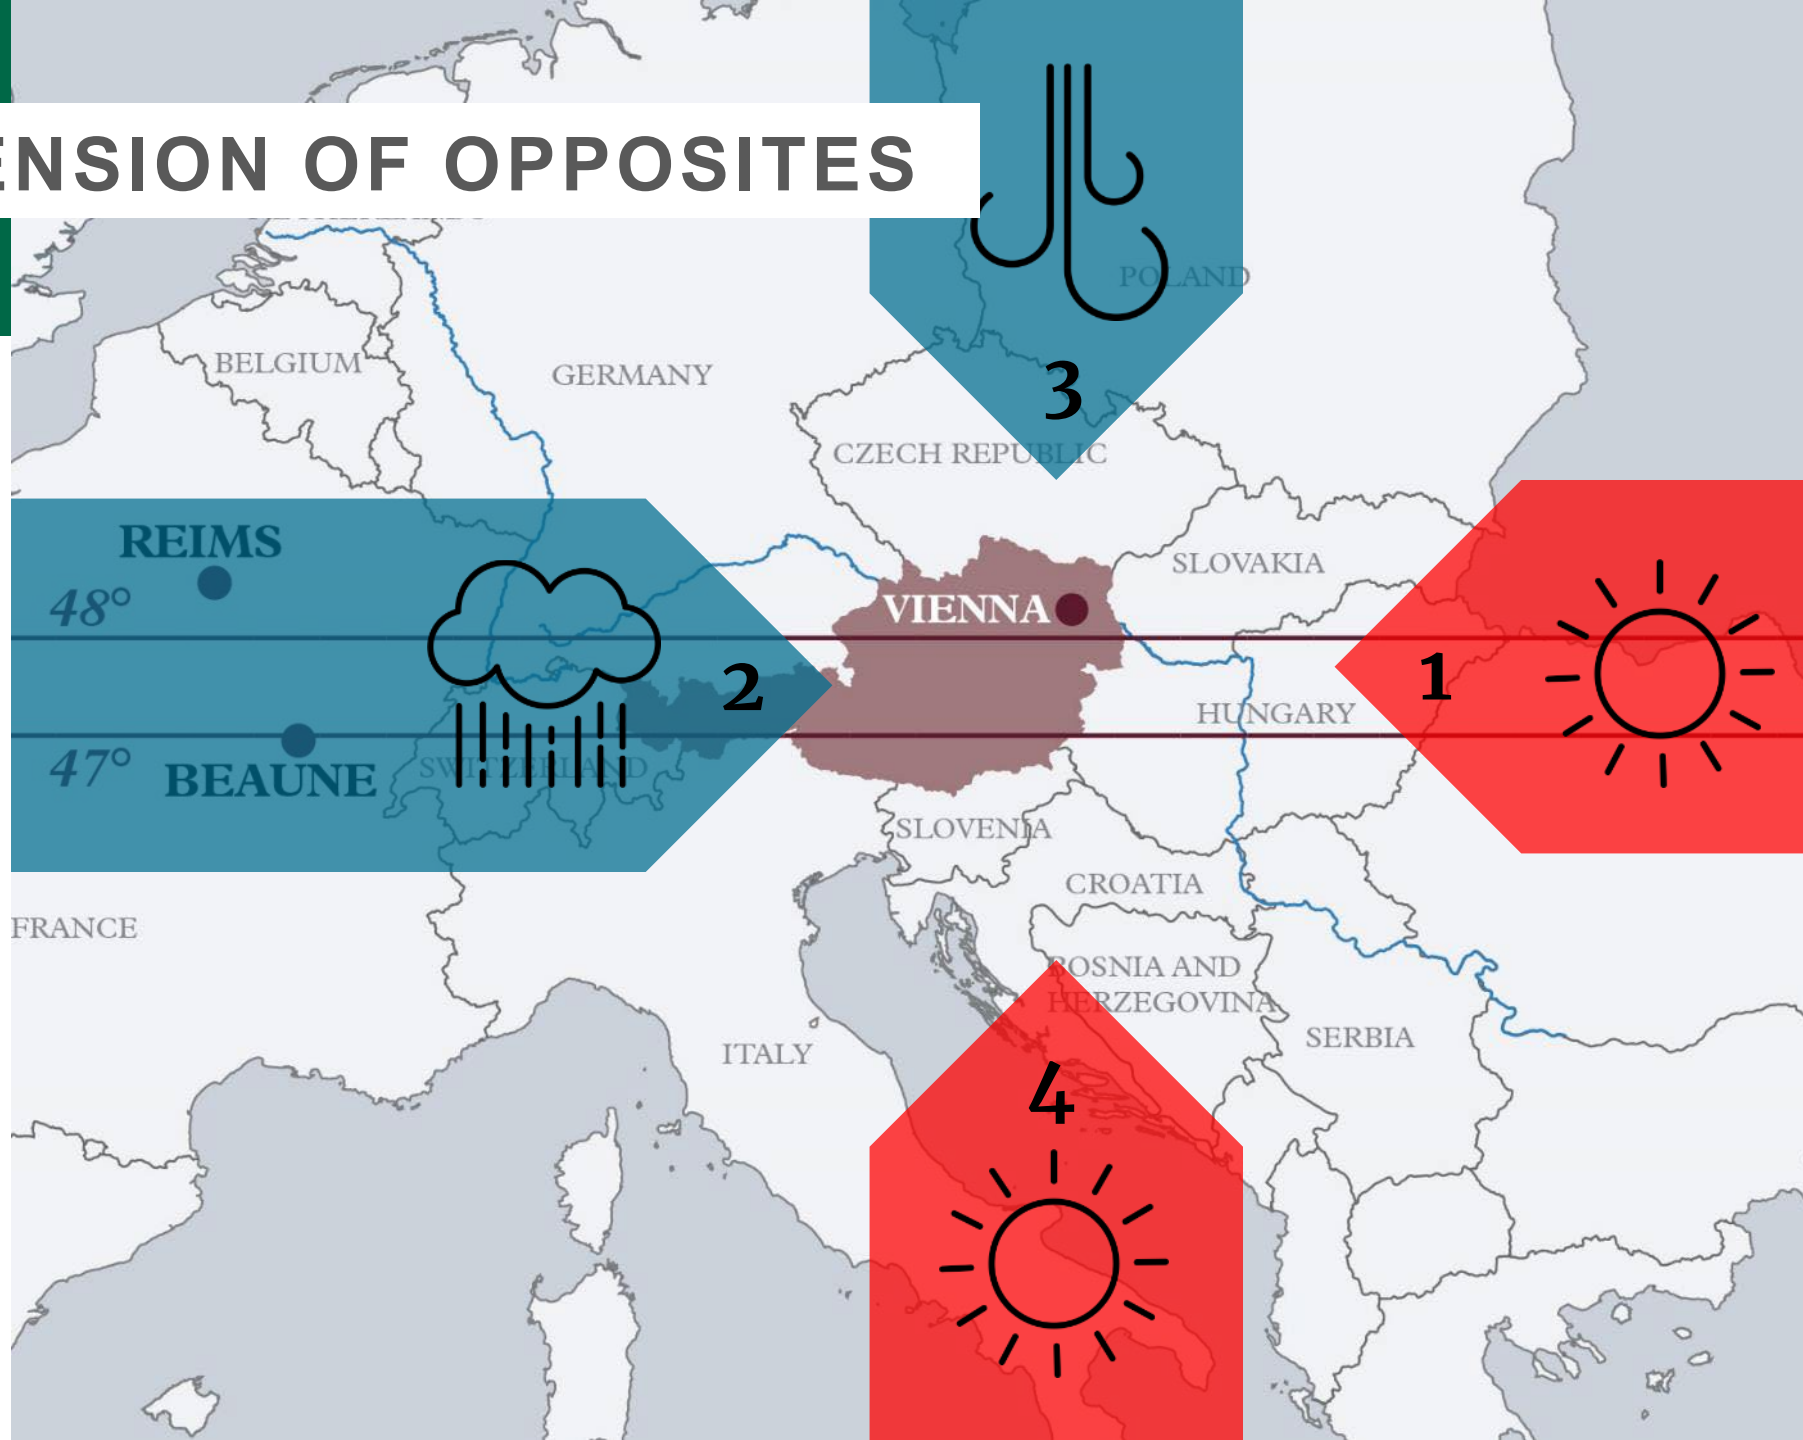 ENSION OF OPPOSITES
POLAND
BELGIUM
GERMANY
3
CZECH REPUBLIC
REIMS
SLOVAKIA
48°
VIENNA
2
1
HUNGARY
47°
BEAUNE
SWITZERLAND
SLOVENIA
CROATIA
FRANCE
BOSNIA AND
HERZEGOVINA
SERBIA
ITALY
4